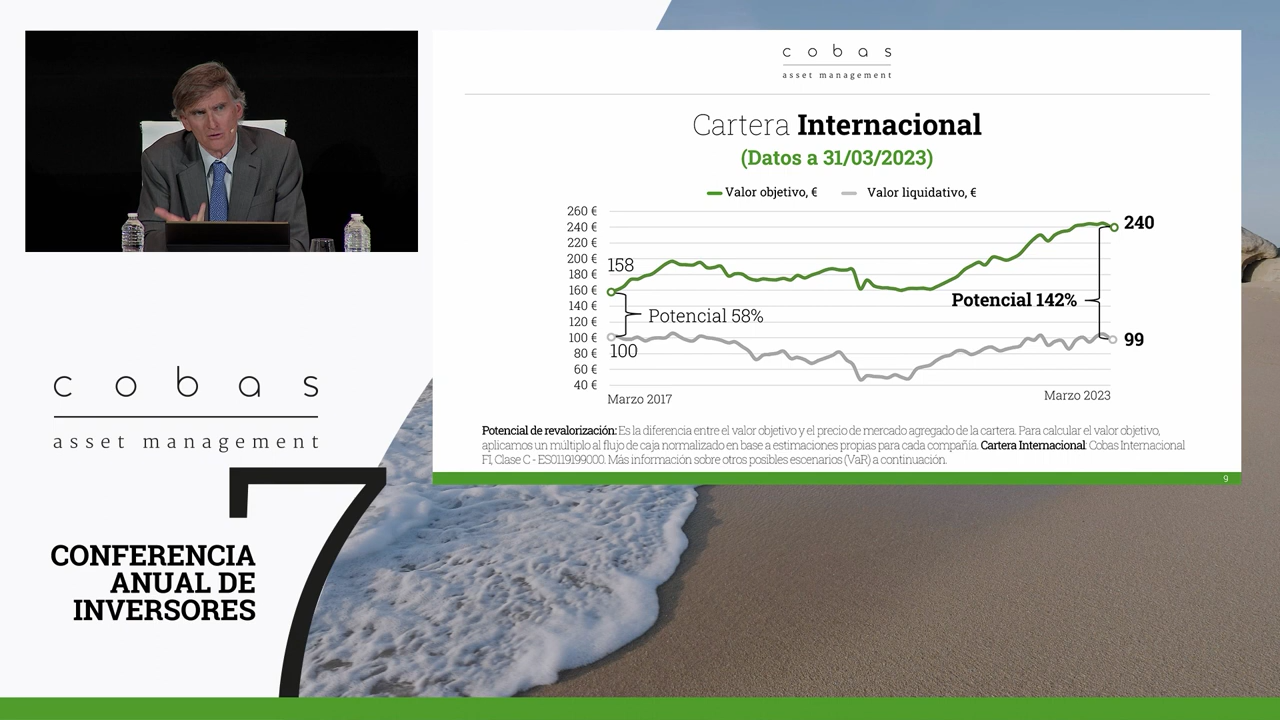 c o b a s
asset management
Cartera Internacional
(Datos a 31/03/2023)
Valor objetivo, € Valor liquidativo, €
260 €
240 €
220 €
200 €
180 €
160 €
140 €
120 €
100 €
80 €
60 €
40 €
158
100
Potencial 58%
Potencial 142%
240
99
Marzo 2017
Marzo 2023
Potencial de revalorización: Es la diferencia entre el valor objetivo y el precio de mercado agregado de la cartera. Para calcular el valor objetivo,
aplicamos un múltiplo al flujo de caja normalizado en base a estimaciones propias para cada compañía. Cartera Internacional: Cobas Internacional
FI, Clase C - ES0119199000. Más información sobre otros posibles escenarios (VaR) a continuación.
9
c o b a s
asset management
7
CONFERENCIA
ANUAL DE
INVERSORES